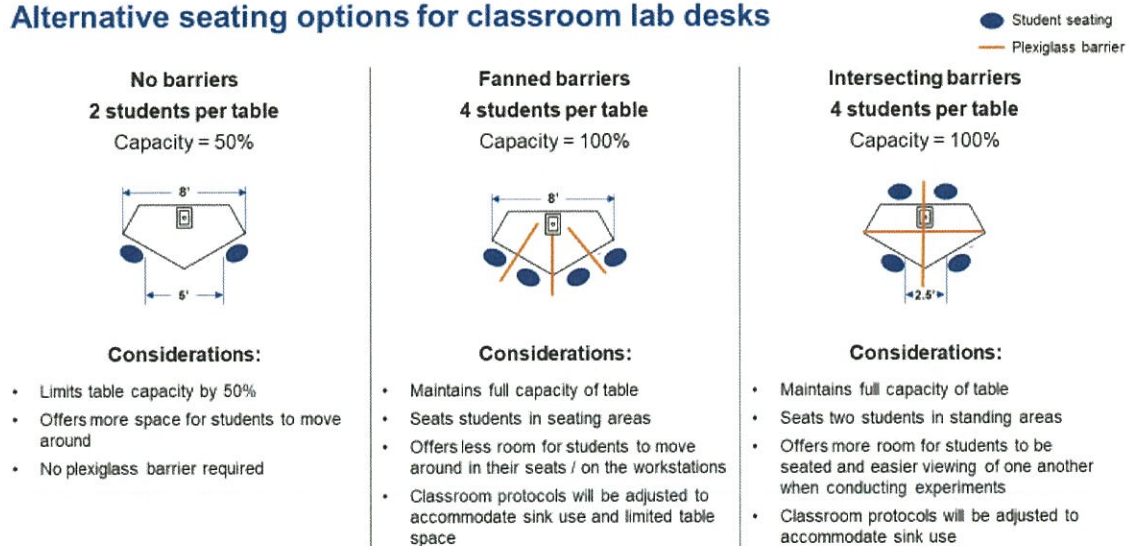 Alternative seating options for classroom lab desks
Student seating
Plexiglass barrier
No barriers
2 students per table
Capacity = 50%
8'
5'
Considerations:
• Limits table capacity by 50%
• Offers more space for students to move
around
• No plexiglass barrier required
Fanned barriers
4 students per table
Capacity = 100%
8'
Considerations:
• Maintains full capacity of table
• Seats students in seating areas
• Offers less room for students to move
around in their seats / on the workstations
• Classroom protocols will be adjusted to
accommodate sink use and limited table
space
Intersecting barriers
4 students per table
Capacity = 100%
2.5'
Considerations:
• Maintains full capacity of table
• Seats two students in standing areas
• Offers more room for students to be
seated and easier viewing of one another
when conducting experiments
• Classroom protocols will be adjusted to
accommodate sink use